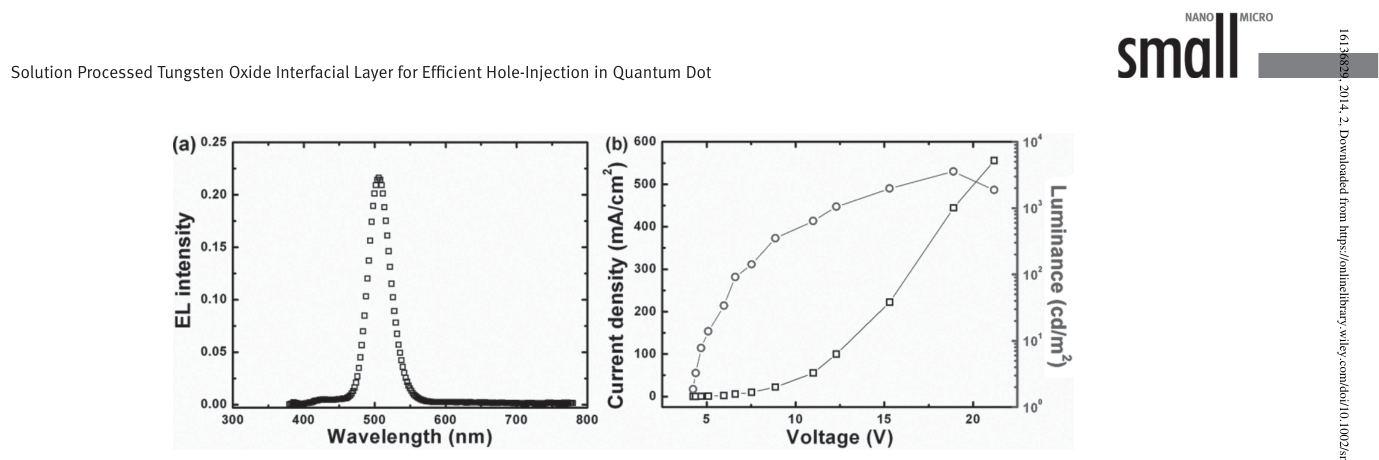 NANO MICRO
small
Solution Processed Tungsten Oxide Interfacial Layer for Efficient Hole-Injection in Quantum Dot
16136829, 2014, 2, Downloaded from https://onlinelibrary.wiley.com/doi/10.1002/sr
(a)
0.25
0.20
0.15
0.10
0.05
0.00
EL intensity
300 400 500 600 700 800
Wavelength (nm)
(b)
600
500
400
300
200
100
0
Current density (mA/cm²)
5 10 15 20
Voltage (V)
10⁴
10³
10²
10¹
10⁰
Luminance (cd/m²)